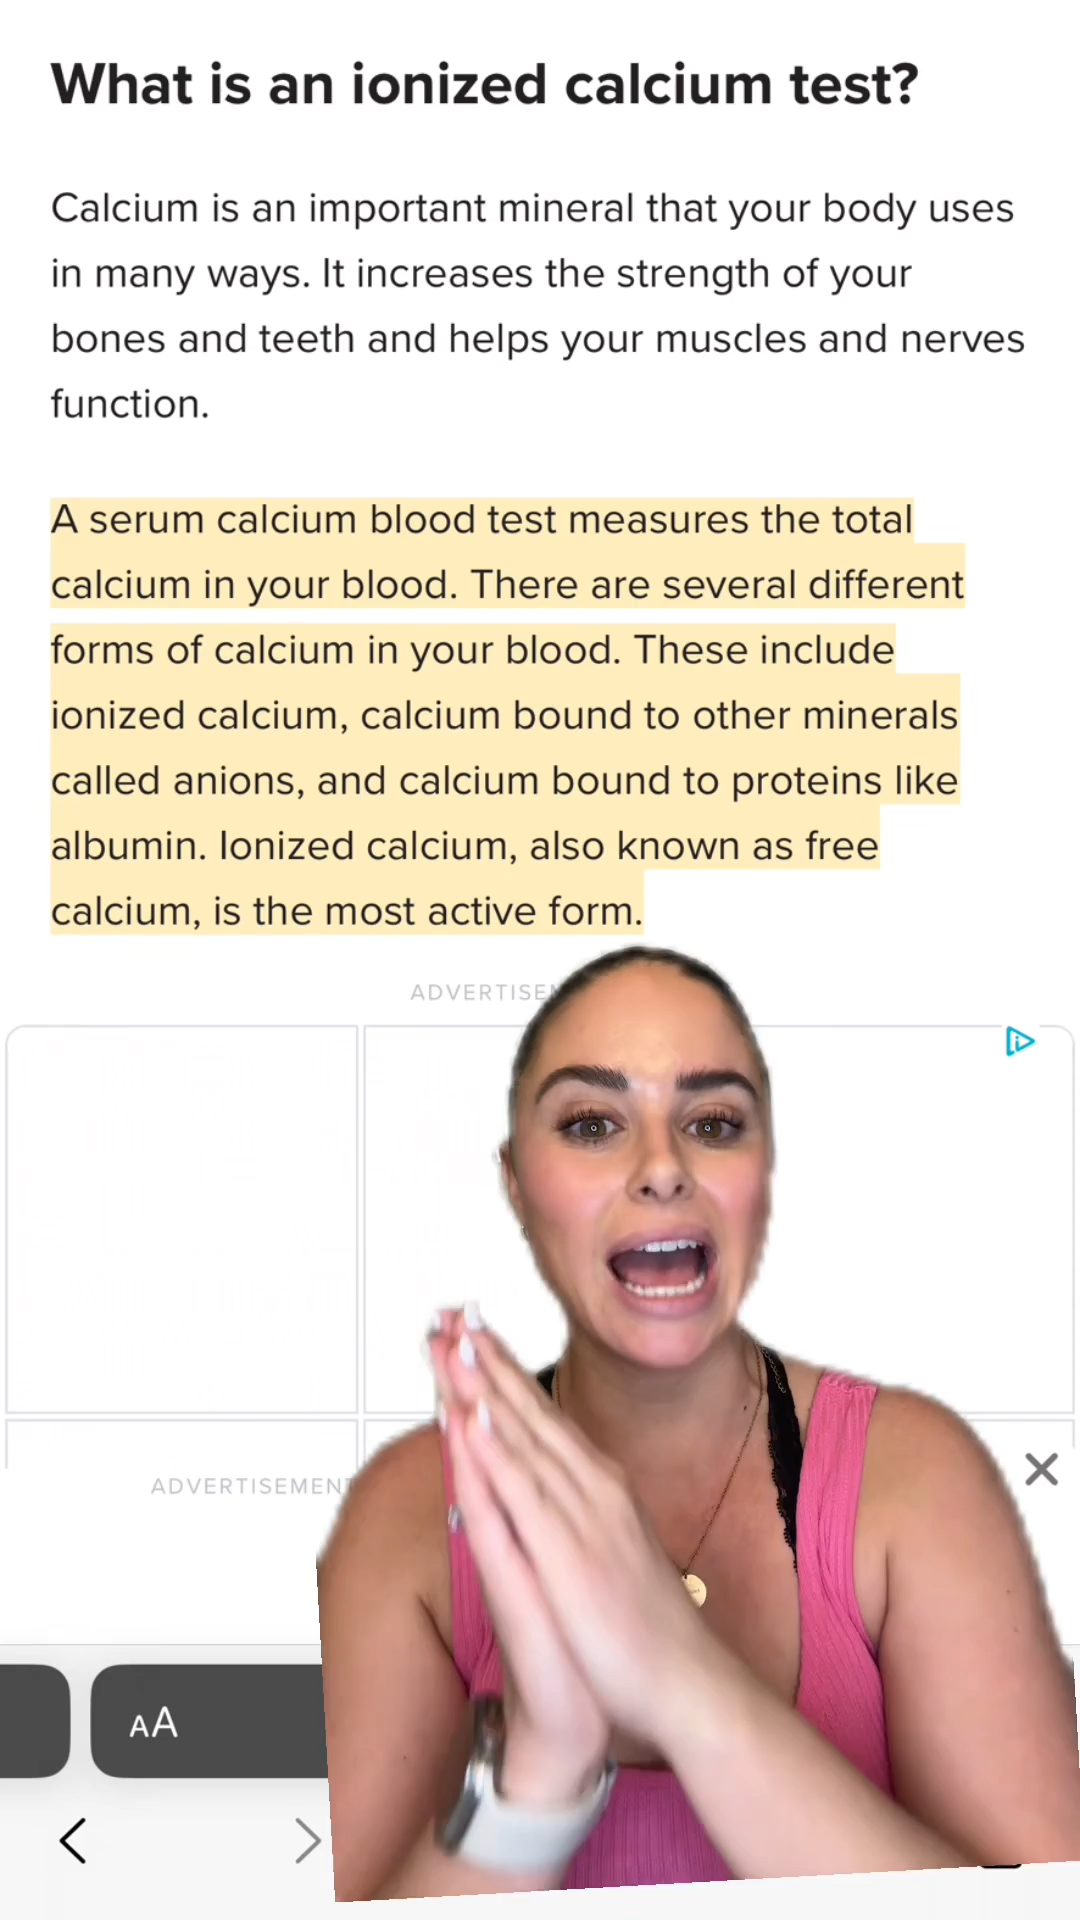 What is an ionized calcium test?
Calcium is an important mineral that your body uses
in many ways. It increases the strength of your
bones and teeth and helps your muscles and nerves
function.
A serum calcium blood test measures the total
calcium in your blood. There are several different
forms of calcium in your blood. These include
ionized calcium, calcium bound to other minerals
called anions, and calcium bound to proteins like
albumin. Ionized calcium, also known as free
calcium, is the most active form.
ADVERTISEMENT
AA